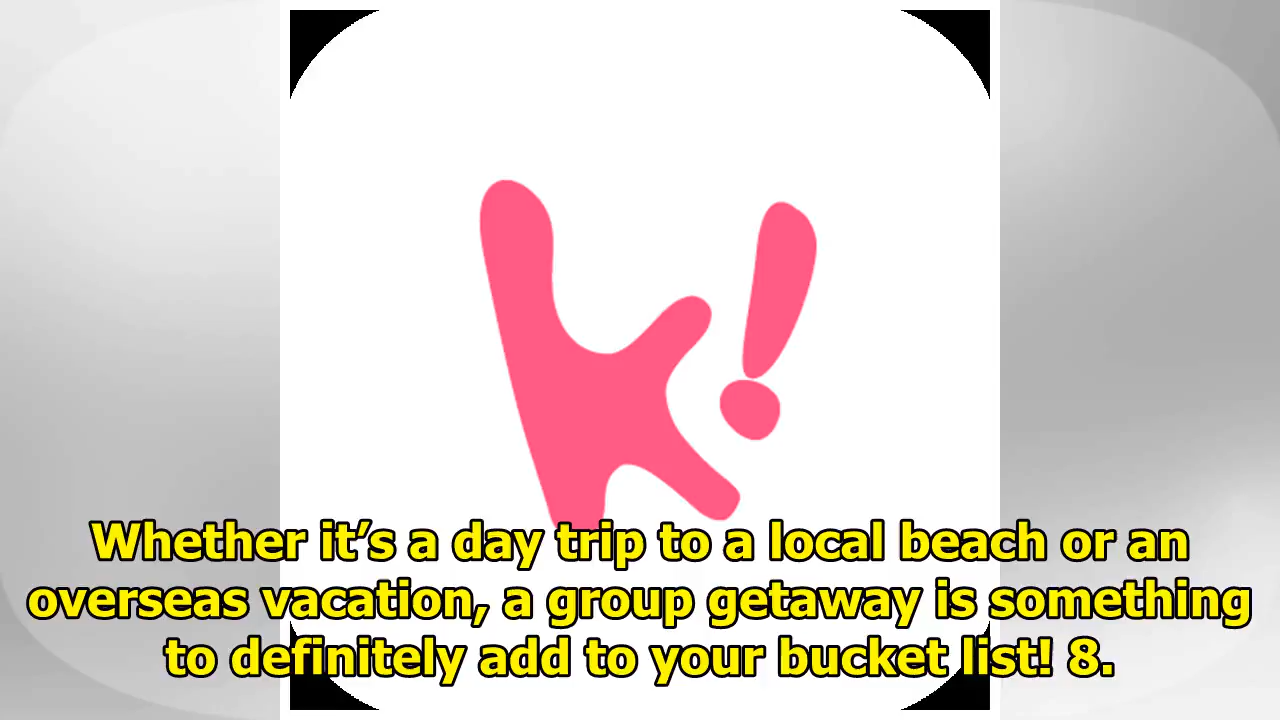 k!
Whether it’s a day trip to a local beach or an
overseas vacation, a group getaway is something
to definitely add to your bucket list! 8.